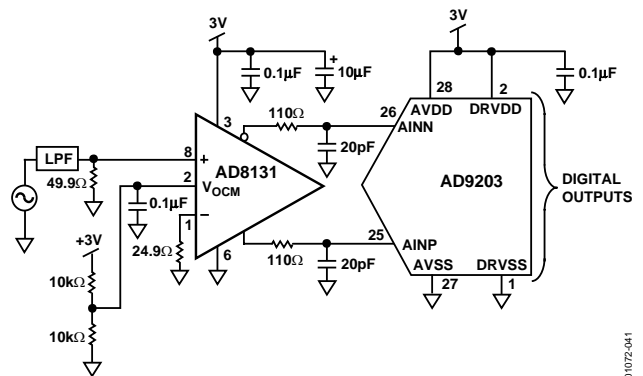 3V
3V
0.1µF
+
10µF
0.1µF
28
2
3
110Ω
26
AVDD
DRVDD
AINN
LPF
8
+
20pF
49.9Ω
2
AD8131
VOCM
AD9203
DIGITAL
OUTPUTS
0.1µF
1
−
25
AINP
+3V
24.9Ω
6
110Ω
20pF
AVSS
DRVSS
10kΩ
27
1
10kΩ
01072-041